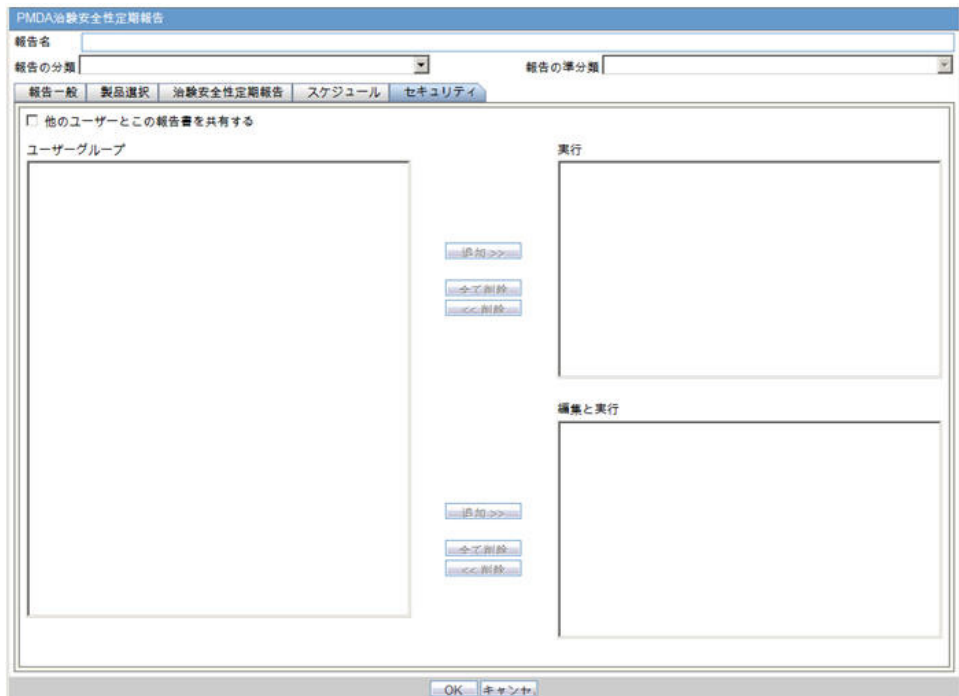 PMDA治験安全性定期報告
報告名
報告の分類 報告の準分類
報告一般 製品選択 治験安全性定期報告 スケジュール セキュリティ
他のユーザーとこの報告書を共有する
ユーザーグループ 実行
追加 >>
全て削除
<< 削除
編集と実行
追加 >>
全て削除
<< 削除
OK キャンセ